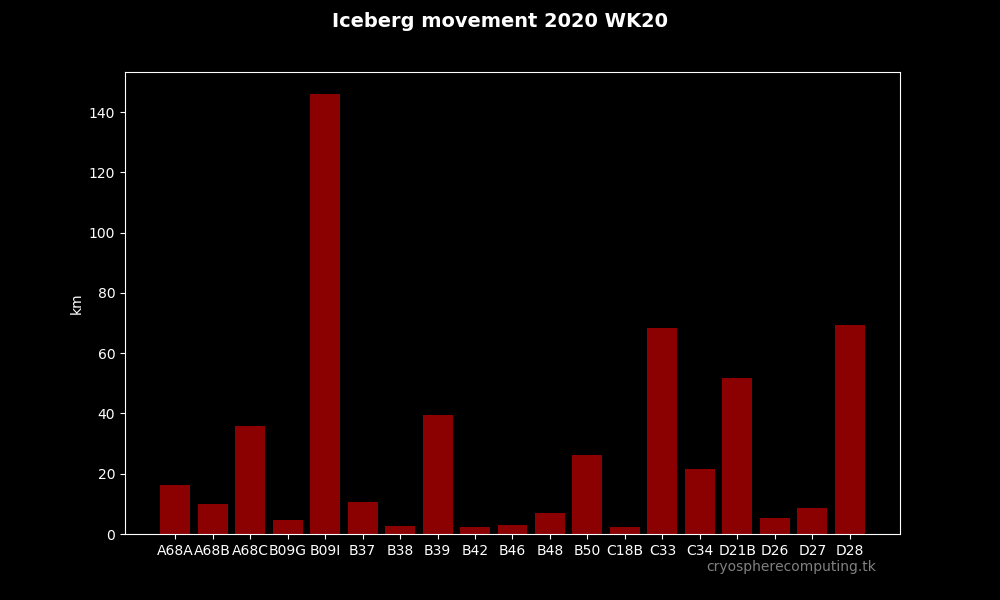 Iceberg movement 2020 WK20
140
120
100
80
60
40
20
0
km
A68A A68B A68C B09G B09I B37 B38 B39 B42 B46 B48 B50 C18B C33 C34 D21B D26 D27 D28
cryospherecomputing.tk